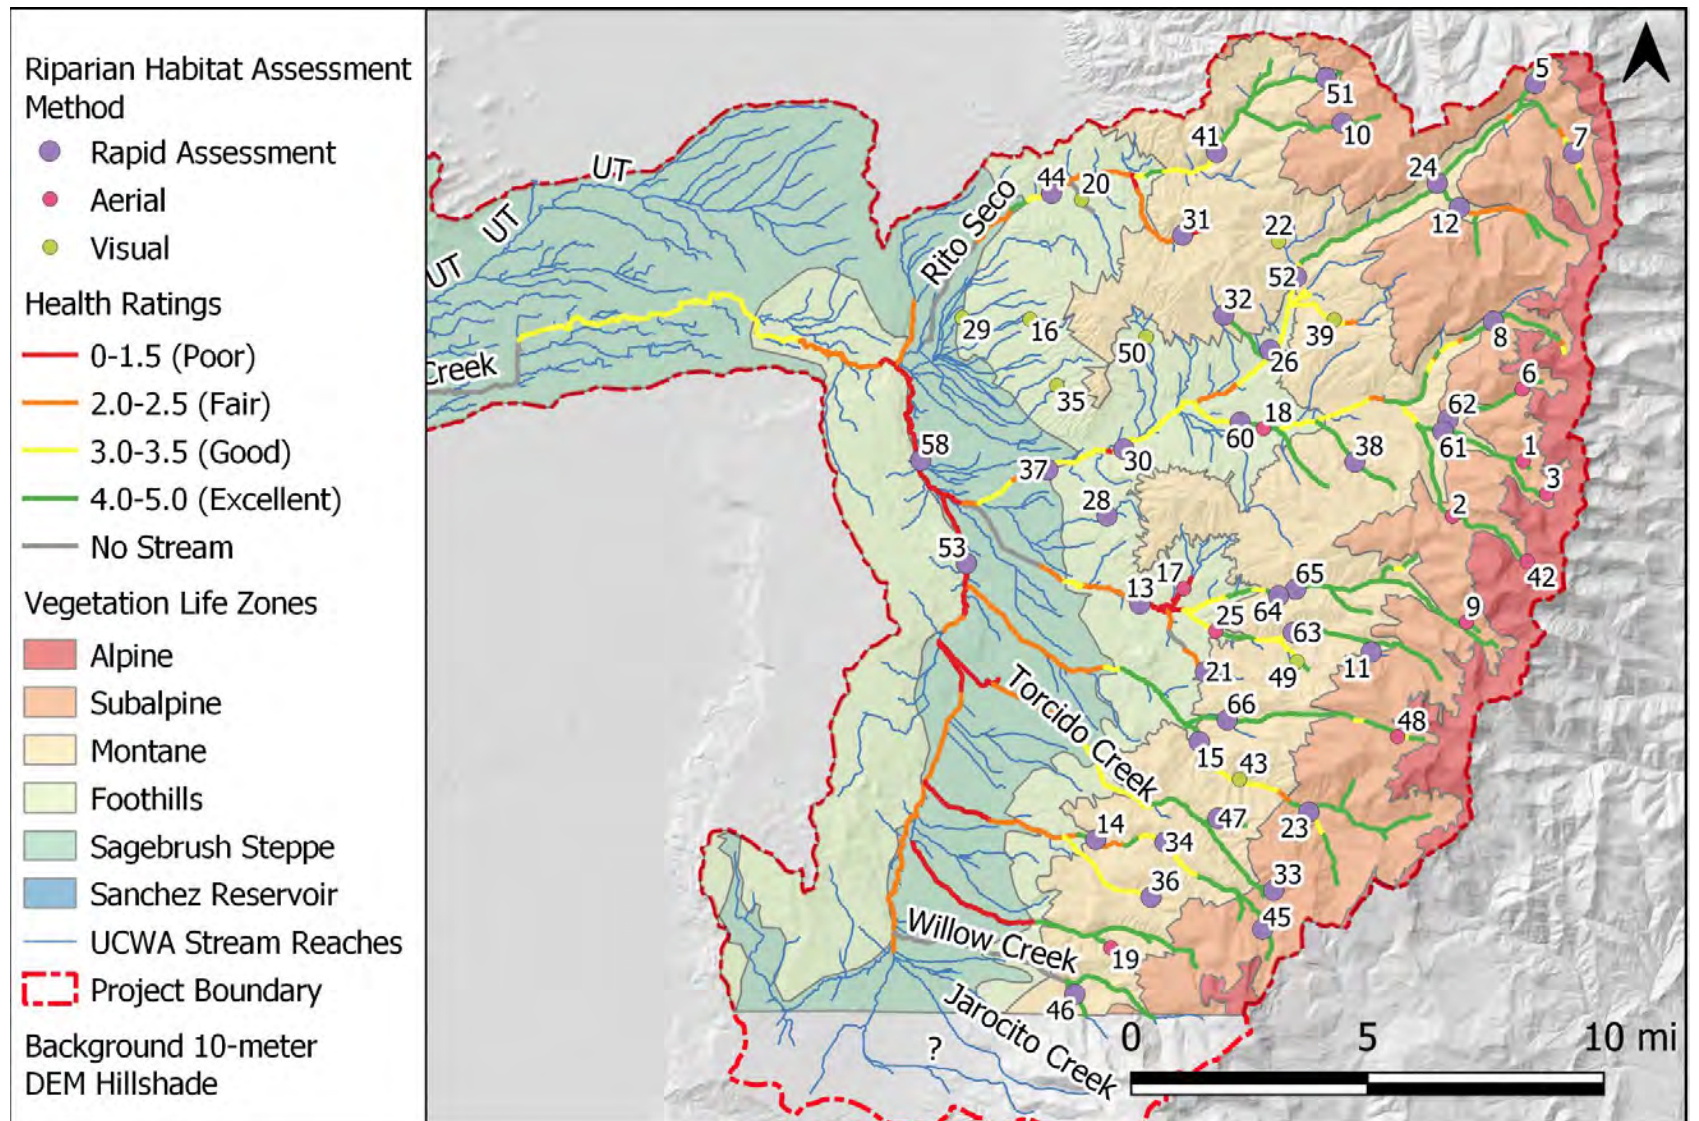 Riparian Habitat Assessment
Method
Rapid Assessment
Aerial
Visual
Health Ratings
0-1.5 (Poor)
2.0-2.5 (Fair)
3.0-3.5 (Good)
4.0-5.0 (Excellent)
No Stream
Vegetation Life Zones
Alpine
Subalpine
Montane
Foothills
Sagebrush Steppe
Sanchez Reservoir
UCWA Stream Reaches
Project Boundary
Background 10-meter
DEM Hillshade
5
51
10
41
7
UT
24
44
20
12
UT
31
22
Rito Seco
UT
52
32
29
16
39
8
50
26
Creek
6
35
62
18
60
61
1
58
30
38
37
3
28
2
53
17
65
42
13
64
9
25
63
21
49
11
Torcido Creek
66
48
15
43
14
47
23
34
36
33
45
Willow Creek
19
46
Jarocito Creek
?
0
5
10 mi